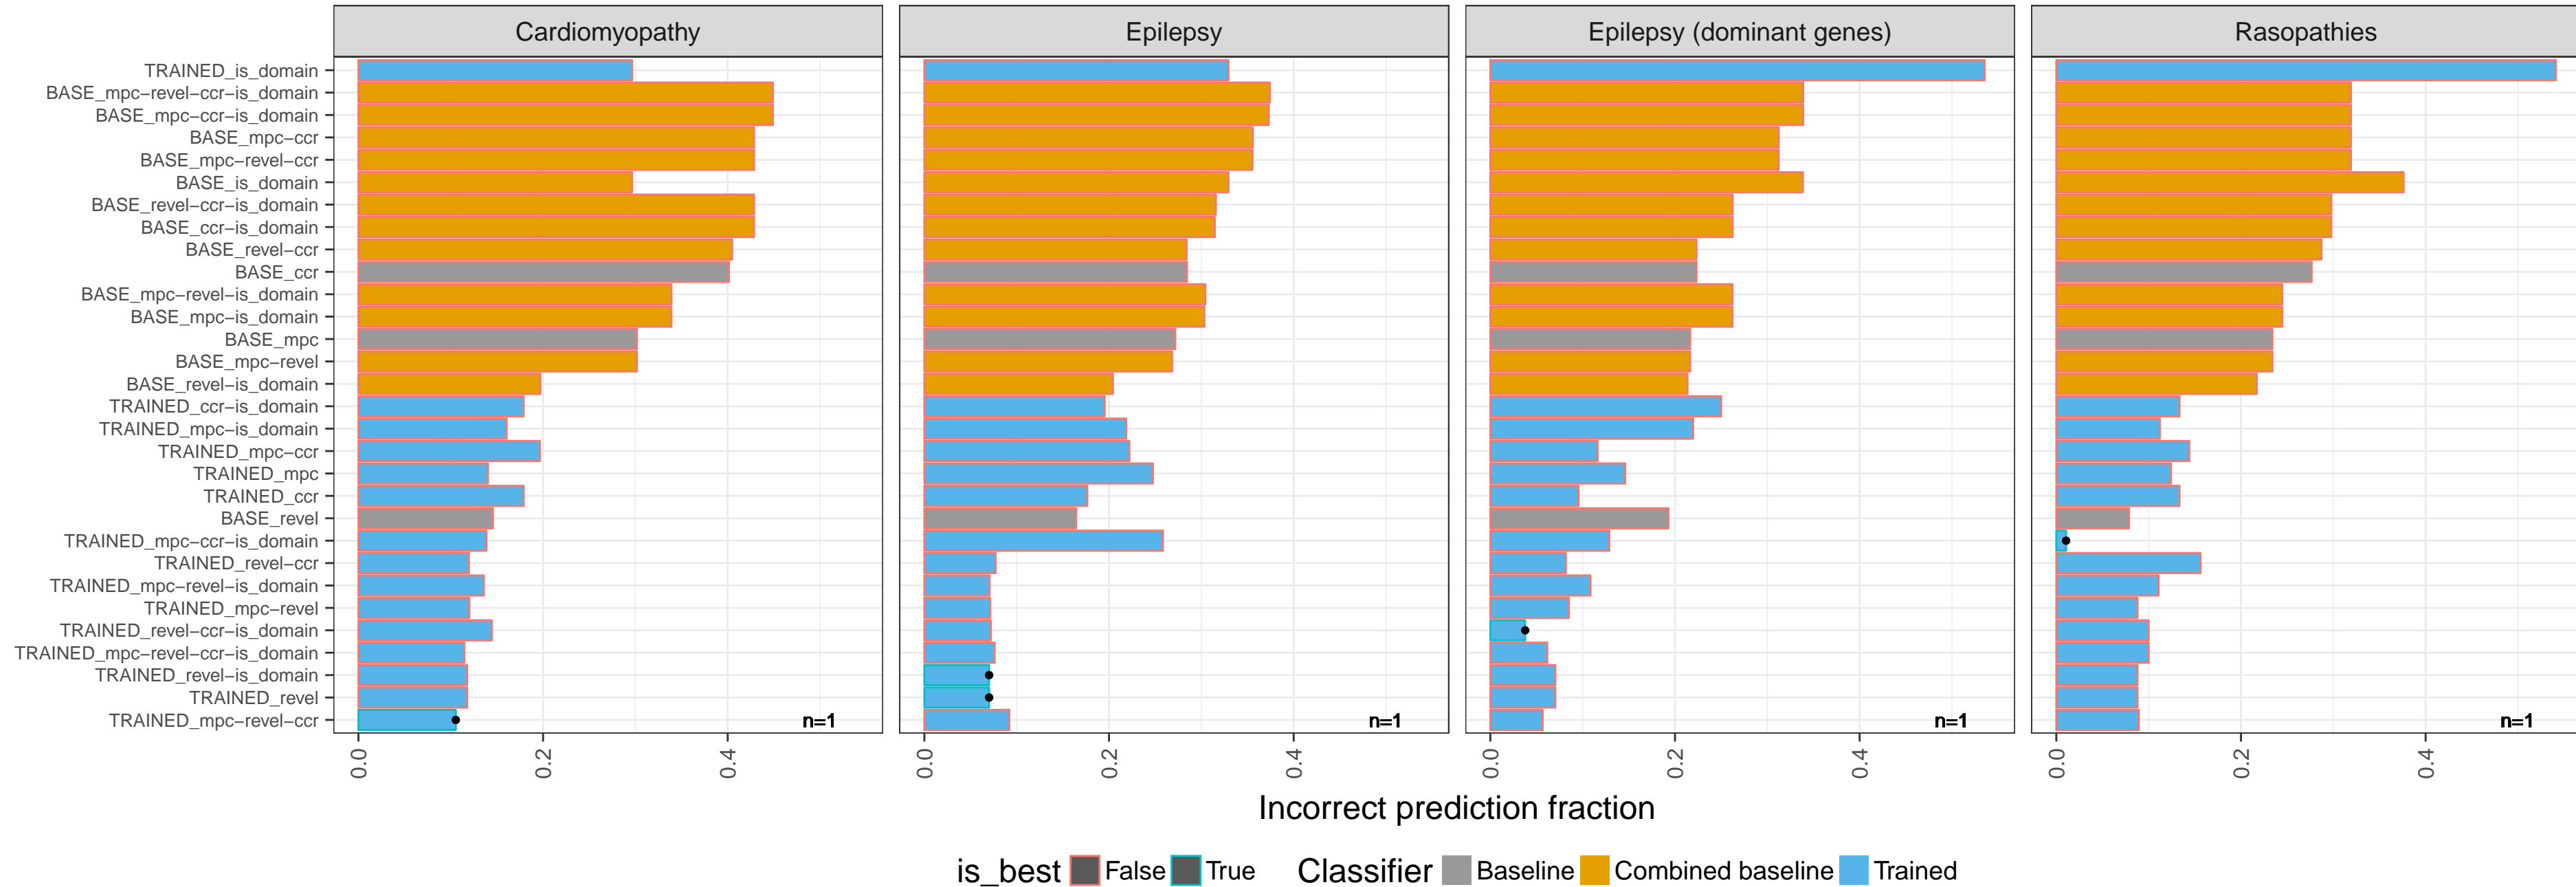 Cardiomyopathy
Epilepsy
Epilepsy (dominant genes)
Rasopathies
TRAINED_is_domain
BASE_mpc-revel-ccr-is_domain
BASE_mpc-ccr-is_domain
BASE_mpc-ccr
BASE_mpc-revel-ccr
BASE_is_domain
BASE_revel-ccr-is_domain
BASE_ccr-is_domain
BASE_revel-ccr
BASE_ccr
BASE_mpc-revel-is_domain
BASE_mpc-is_domain
BASE_mpc
BASE_mpc-revel
BASE_revel-is_domain
TRAINED_ccr-is_domain
TRAINED_mpc-is_domain
TRAINED_mpc-ccr
TRAINED_mpc
TRAINED_ccr
BASE_revel
TRAINED_mpc-ccr-is_domain
TRAINED_revel-ccr
TRAINED_mpc-revel-is_domain
TRAINED_mpc-revel
TRAINED_revel-ccr-is_domain
TRAINED_mpc-revel-ccr-is_domain
TRAINED_revel-is_domain
TRAINED_revel
TRAINED_mpc-revel-ccr
n=1
n=1
n=1
n=1
0.0
0.2
0.4
0.0
0.2
0.4
0.0
0.2
0.4
0.0
0.2
0.4
Incorrect prediction fraction
is_best False True Classifier Baseline Combined baseline Trained